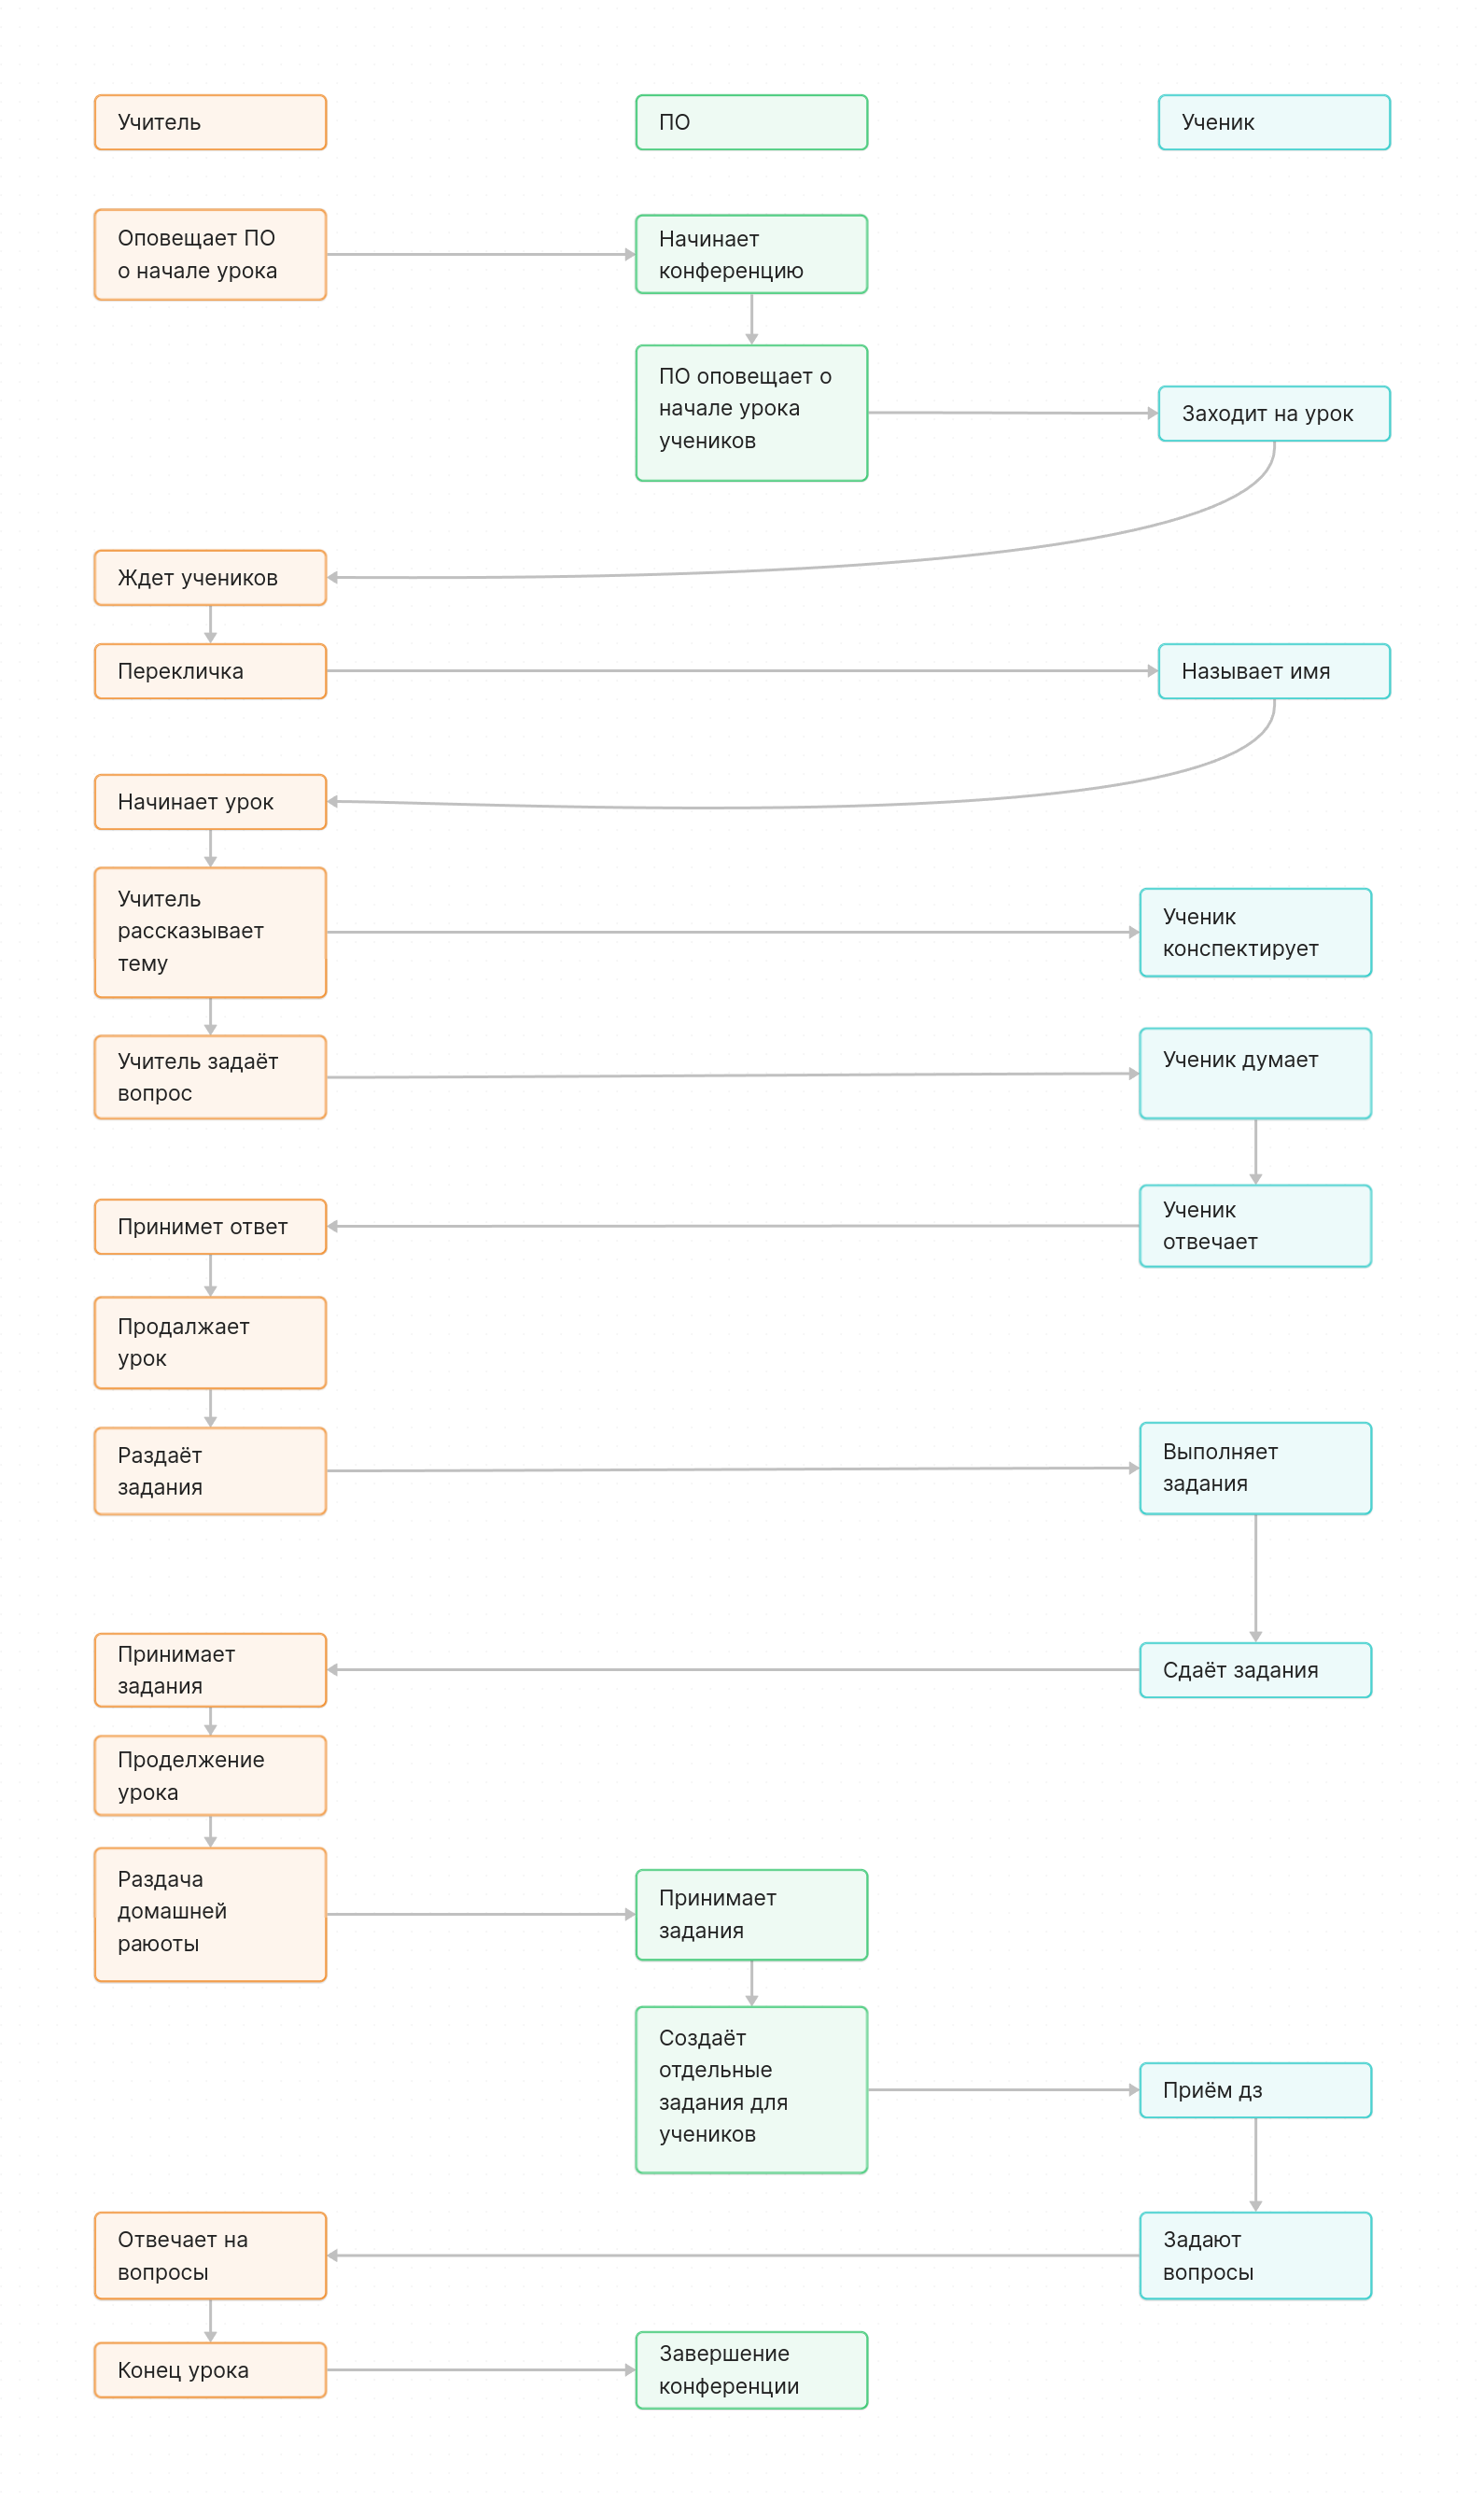 Учитель
ПО
Ученик
Оповещает ПО
о начале урока
Начинает
конференцию
ПО оповещает о
начале урока
учеников
Заходит на урок
Ждет учеников
Перекличка
Называет имя
Начинает урок
Учитель
рассказывает
тему
Ученик
конспектирует
Учитель задаёт
вопрос
Ученик думает
Ученик
отвечает
Принимет ответ
Продалжает
урок
Раздаёт
задания
Выполняет
задания
Сдаёт задания
Принимает
задания
Проделжение
урока
Раздача
домашней
раюоты
Принимает
задания
Создаёт
отдельные
задания для
учеников
Приём дз
Задают
вопросы
Отвечает на
вопросы
Конец урока
Завершение
конференции